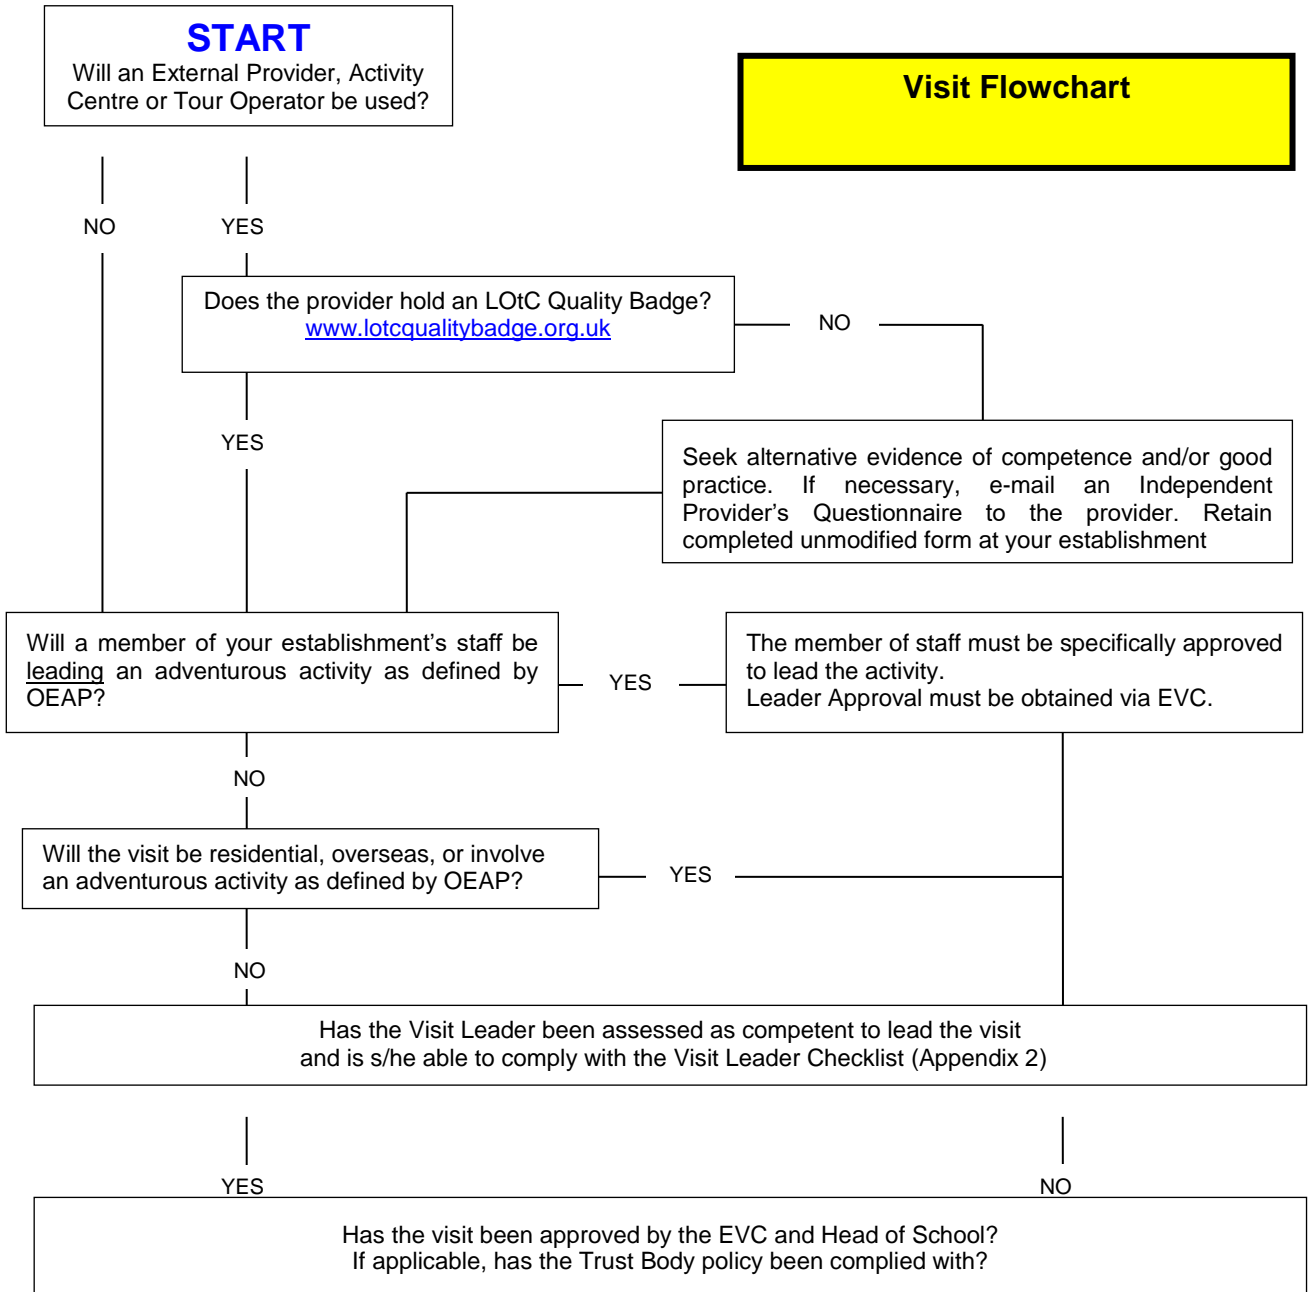 START
Will an External Provider, Activity
Centre or Tour Operator be used?
Visit Flowchart
NO
YES
Does the provider hold an LOtC Quality Badge?
www.lotcqualitybadge.org.uk
NO
YES
Seek alternative evidence of competence and/or good
practice. If necessary, e-mail an Independent
Provider's Questionnaire to the provider. Retain
completed unmodified form at your establishment
Will a member of your establishment's staff be
leading an adventurous activity as defined by
OEAP?
YES
The member of staff must be specifically approved
to lead the activity.
Leader Approval must be obtained via EVC.
NO
Will the visit be residential, overseas, or involve
an adventurous activity as defined by OEAP?
YES
NO
Has the Visit Leader been assessed as competent to lead the visit
and is s/he able to comply with the Visit Leader Checklist (Appendix 2)
YES
NO
Has the visit been approved by the EVC and Head of School?
If applicable, has the Trust Body policy been complied with?